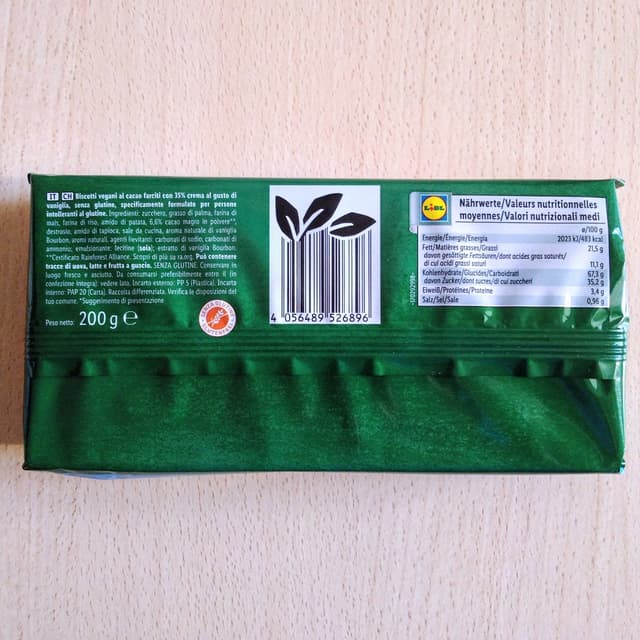 IT CH Biscotti vegani al cacao farciti con 35% crema al gusto di
vaniglia, senza glutine, specificamente formulato per persone
intolleranti al glutine. Ingredienti: zucchero, grasso di palma, farina di
mais, farina di riso, amido di patata, 6,6% cacao magro in polvere**,
destrosio, amido di tapioca, sale da cucina, aroma naturale di vaniglia
Bourbon, aromi naturali, agenti lievitanti: carbonati di sodio, carbonati di
ammonio; emulsionante: lecitine (soia); estratto di vaniglia Bourbon.
**Certificato Rainforest Alliance. Scopri di più su ra.org. Può contenere
tracce di uova, latte e frutta a guscio. SENZA GLUTINE. Conservare in
luogo fresco e asciutto. Da consumarsi preferibilmente entro il (in
confezione integra): vedere lato. Incarto esterno: PP 5 (Plastica). Incarto
interno: PAP 20 (Carta). Raccolta differenziata. Verifica le disposizioni del
tuo comune. *Suggerimento di presentazione
Peso netto: 200 g ℮
SENZA GLUTINE
4 056489 526896
LIDL
Nährwerte/Valeurs nutritionnelles
moyennes/Valori nutrizionali medi
ø/100 g
Energie/Énergie/Energia 2023 kJ/483 kcal
Fett/Matières grasses/Grassi 21,5 g
davon gesättigte Fettsäuren/dont acides gras saturés/
di cui acidi grassi saturi 11,1 g
Kohlenhydrate/Glucides/Carboidrati 67,3 g
davon Zucker/dont sucres/di cui zuccheri 35,2 g
Eiweiß/Protéines/Proteine 3,4 g
Salz/Sel/Sale 0,96 g